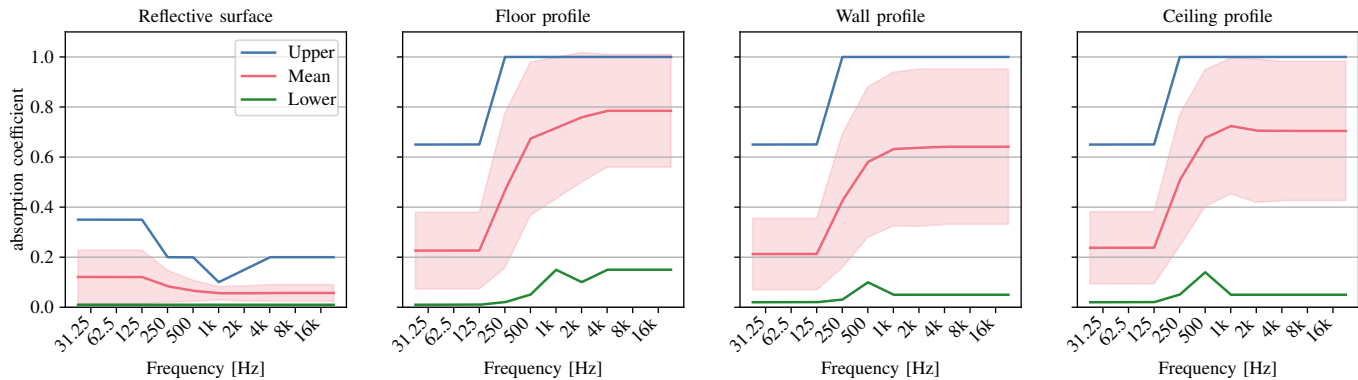 Reflective surface
Floor profile
Wall profile
Ceiling profile
absorption coefficient
1.0
0.8
0.6
0.4
0.2
0.0
Upper
Mean
Lower
31.25 62.5 125 250 500 1k 2k 4k 8k 16k
31.25 62.5 125 250 500 1k 2k 4k 8k 16k
31.25 62.5 125 250 500 1k 2k 4k 8k 16k
31.25 62.5 125 250 500 1k 2k 4k 8k 16k
Frequency [Hz]
Frequency [Hz]
Frequency [Hz]
Frequency [Hz]